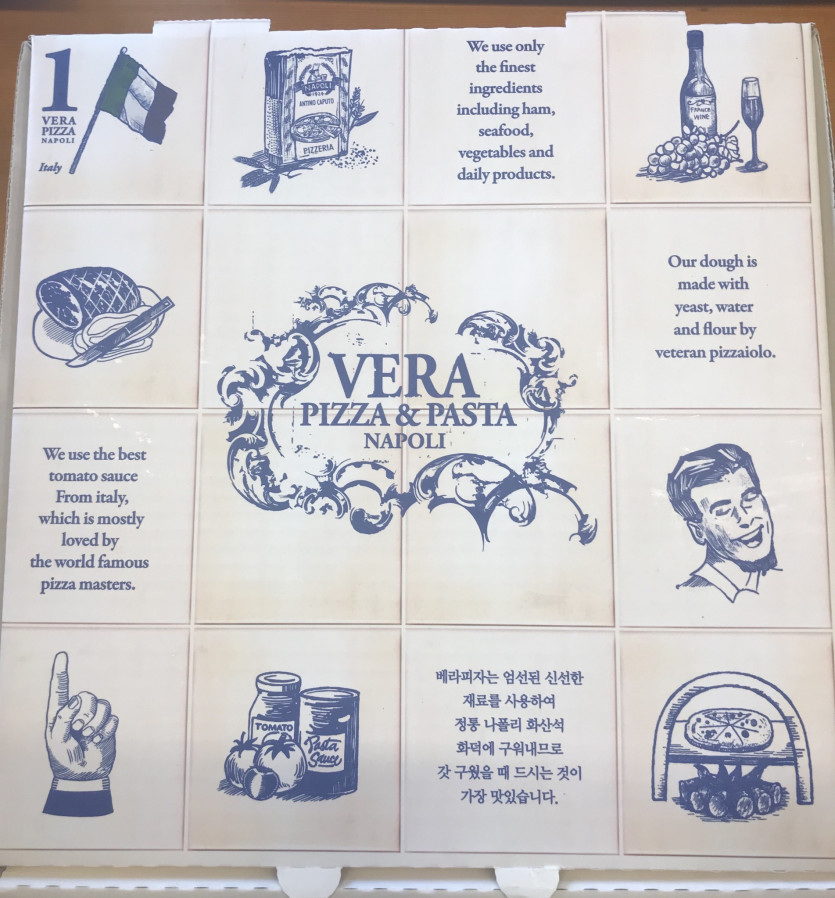 1
VERA
PIZZA
NAPOLI
Italy
NAPOLI
ANTINO CAPUTO
PIZZERIA
We use only
the finest
ingredients
including ham,
seafood,
vegetables and
daily products.
WINE
Our dough is
made with
yeast, water
and flour by
veteran pizzaiolo.
VERA
PIZZA & PASTA
NAPOLI
We use the best
tomato sauce
From italy,
which is mostly
loved by
the world famous
pizza masters.
TOMATO
Pasta
Sauce
베라피자는 엄선된 신선한
재료를 사용하여
정통 나폴리 화산석
화덕에 구워내므로
갓 구웠을 때 드시는 것이
가장 맛있습니다.